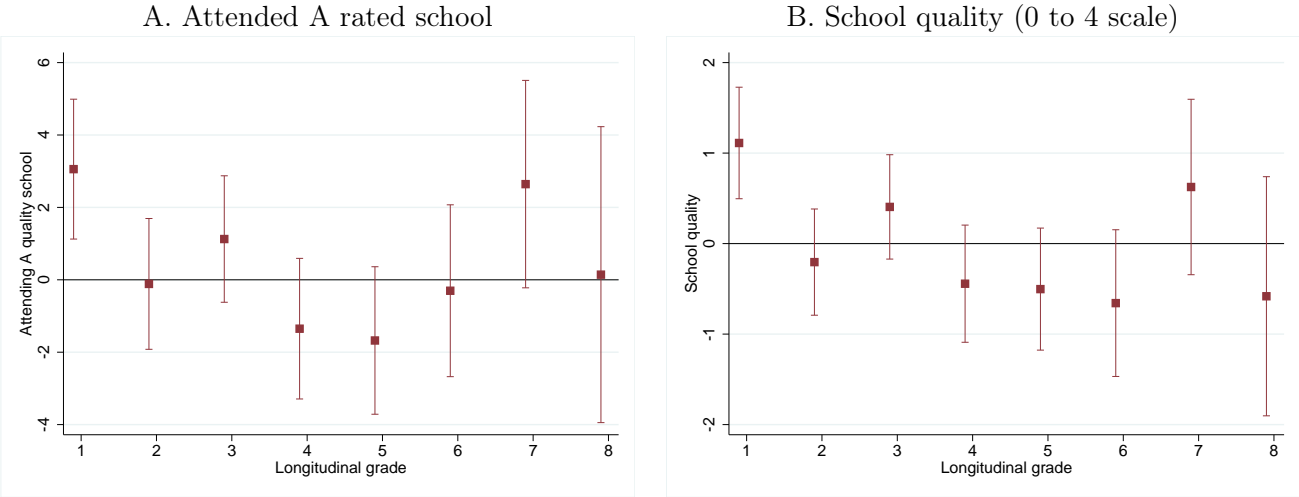 A. Attended A rated school
Attending A quality school
6
4
2
0
-2
-4
1 2 3 4 5 6 7 8
Longitudinal grade
B. School quality (0 to 4 scale)
School quality
2
1
0
-1
-2
1 2 3 4 5 6 7 8
Longitudinal grade